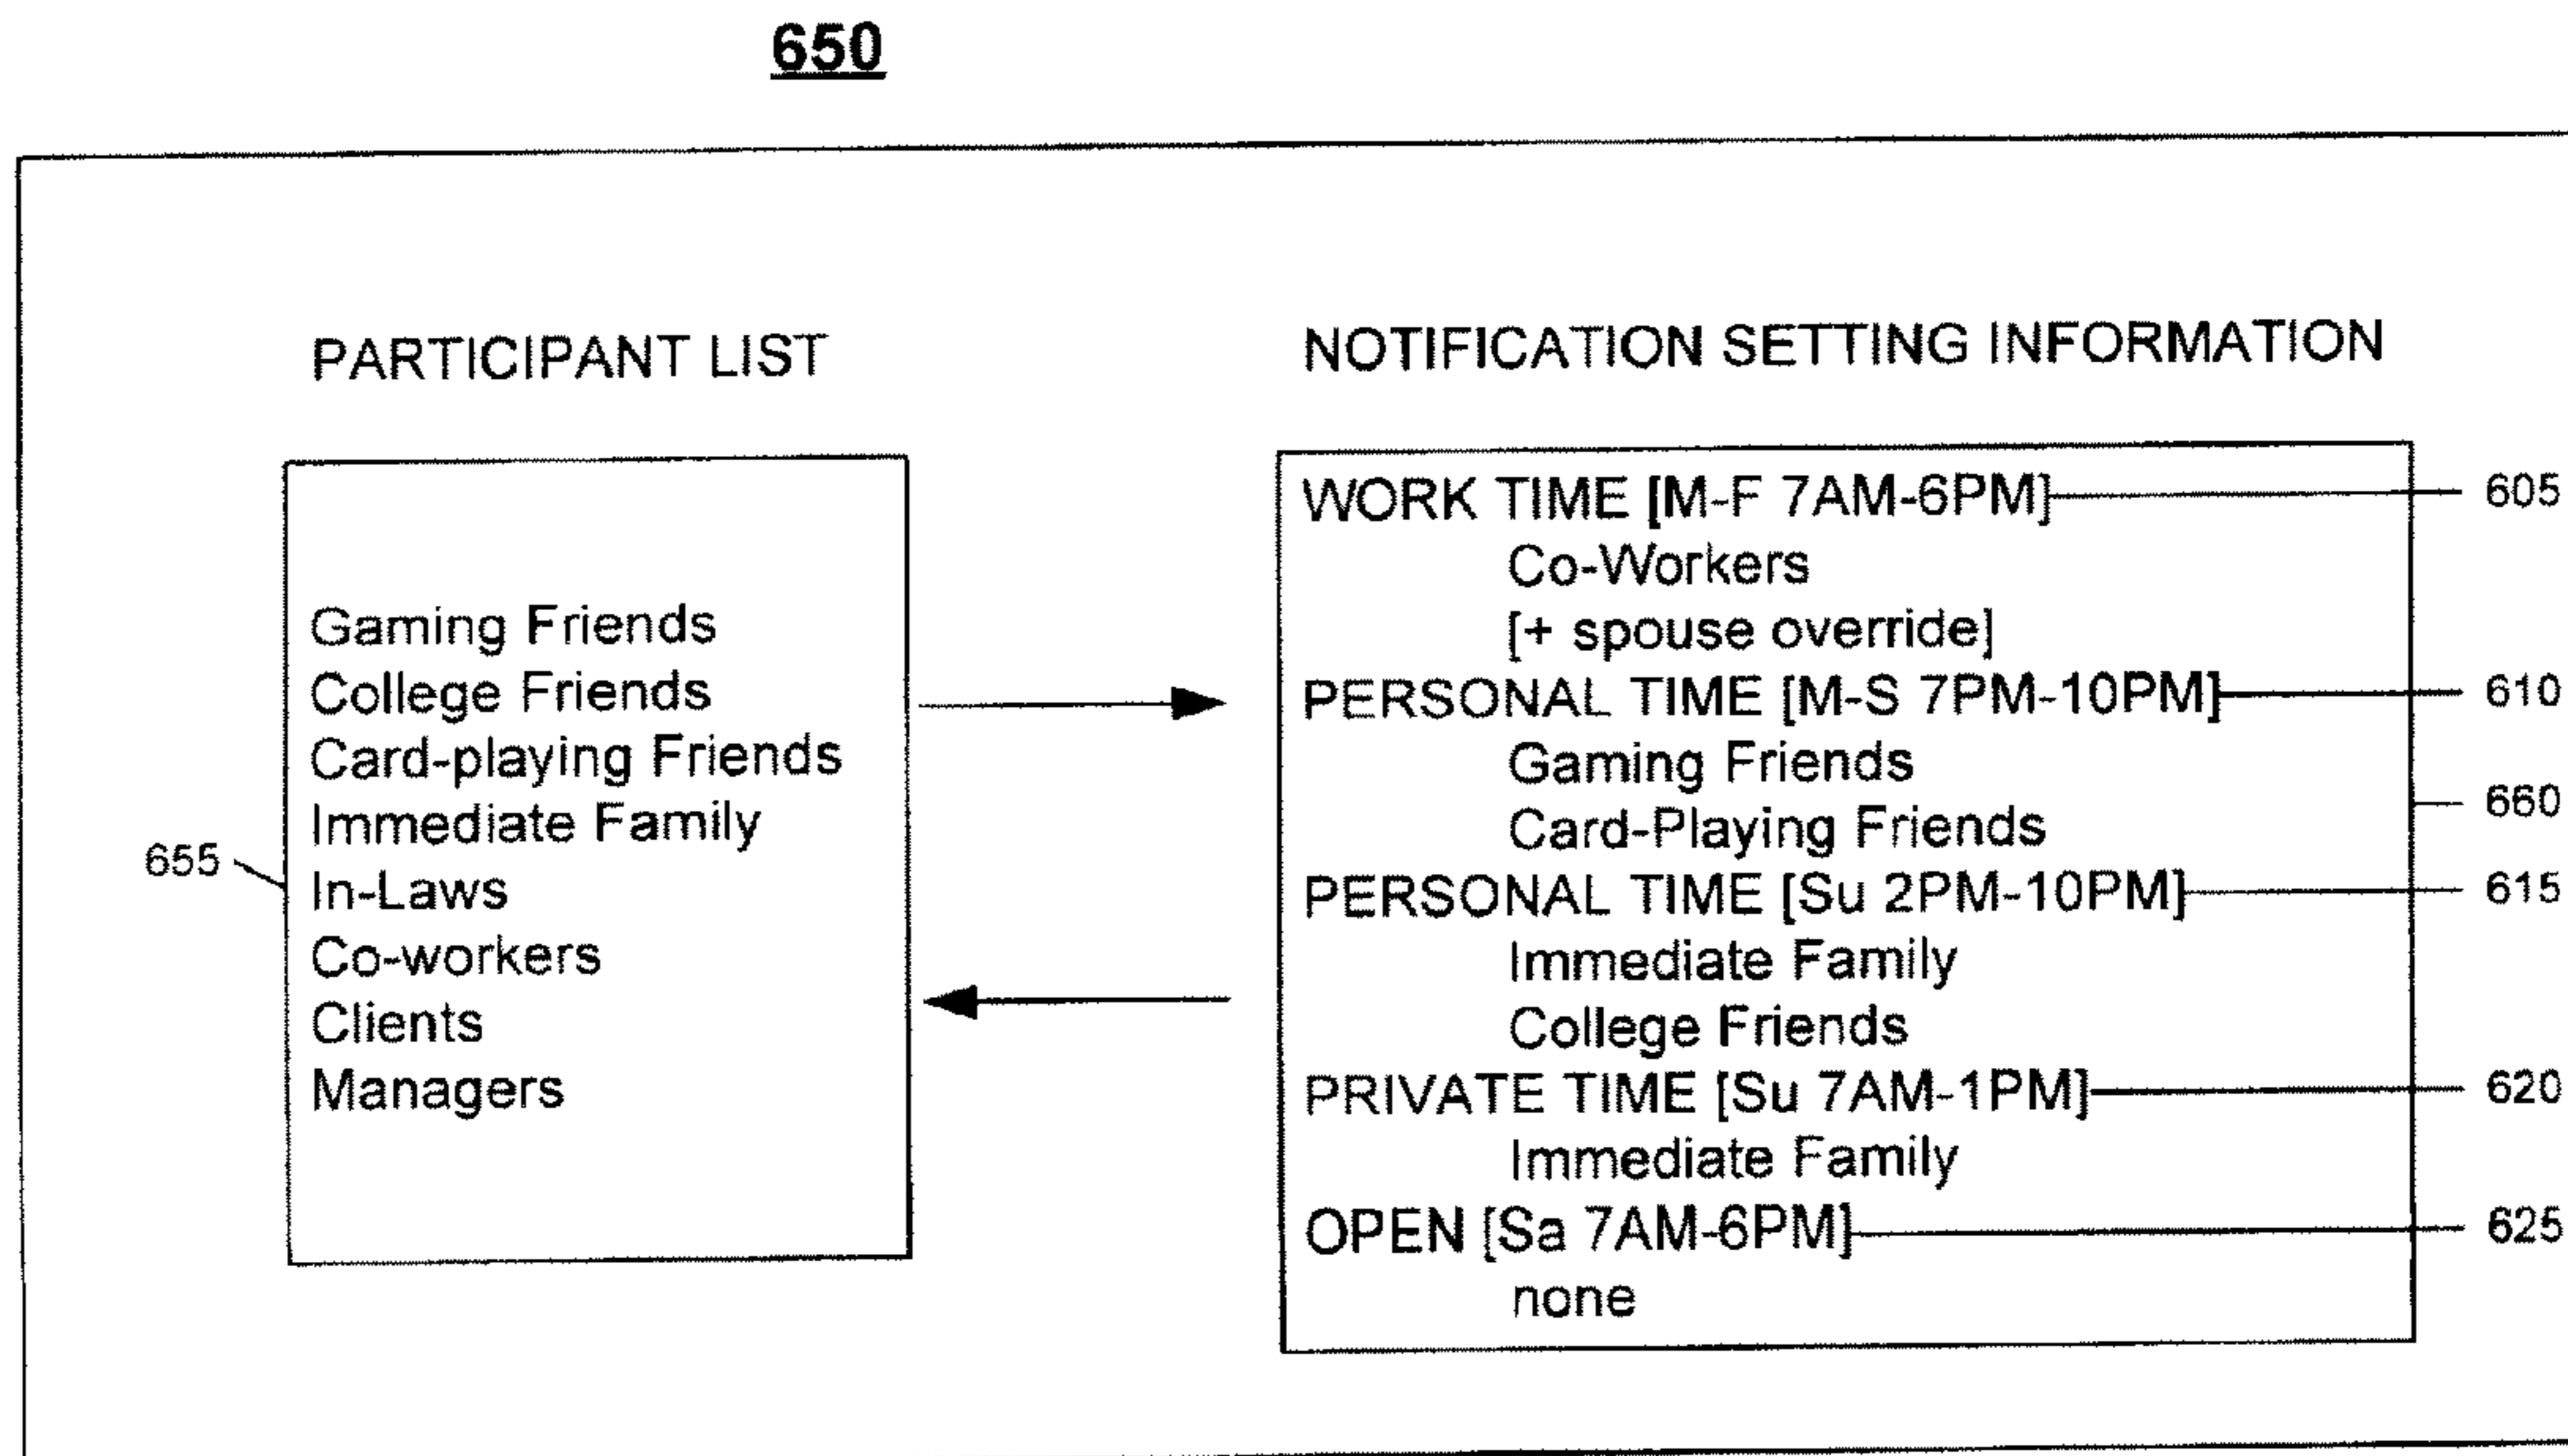 650
PARTICIPANT LIST
Gaming Friends
College Friends
Card-playing Friends
Immediate Family
In-Laws
Co-workers
Clients
Managers
655
NOTIFICATION SETTING INFORMATION
WORK TIME [M-F 7AM-6PM] 605
Co-Workers
[+ spouse override]
PERSONAL TIME [M-S 7PM-10PM] 610
Gaming Friends
660
Card-Playing Friends
PERSONAL TIME [Su 2PM-10PM] 615
Immediate Family
College Friends
PRIVATE TIME [Su 7AM-1PM] 620
Immediate Family
OPEN [Sa 7AM-6PM] 625
none